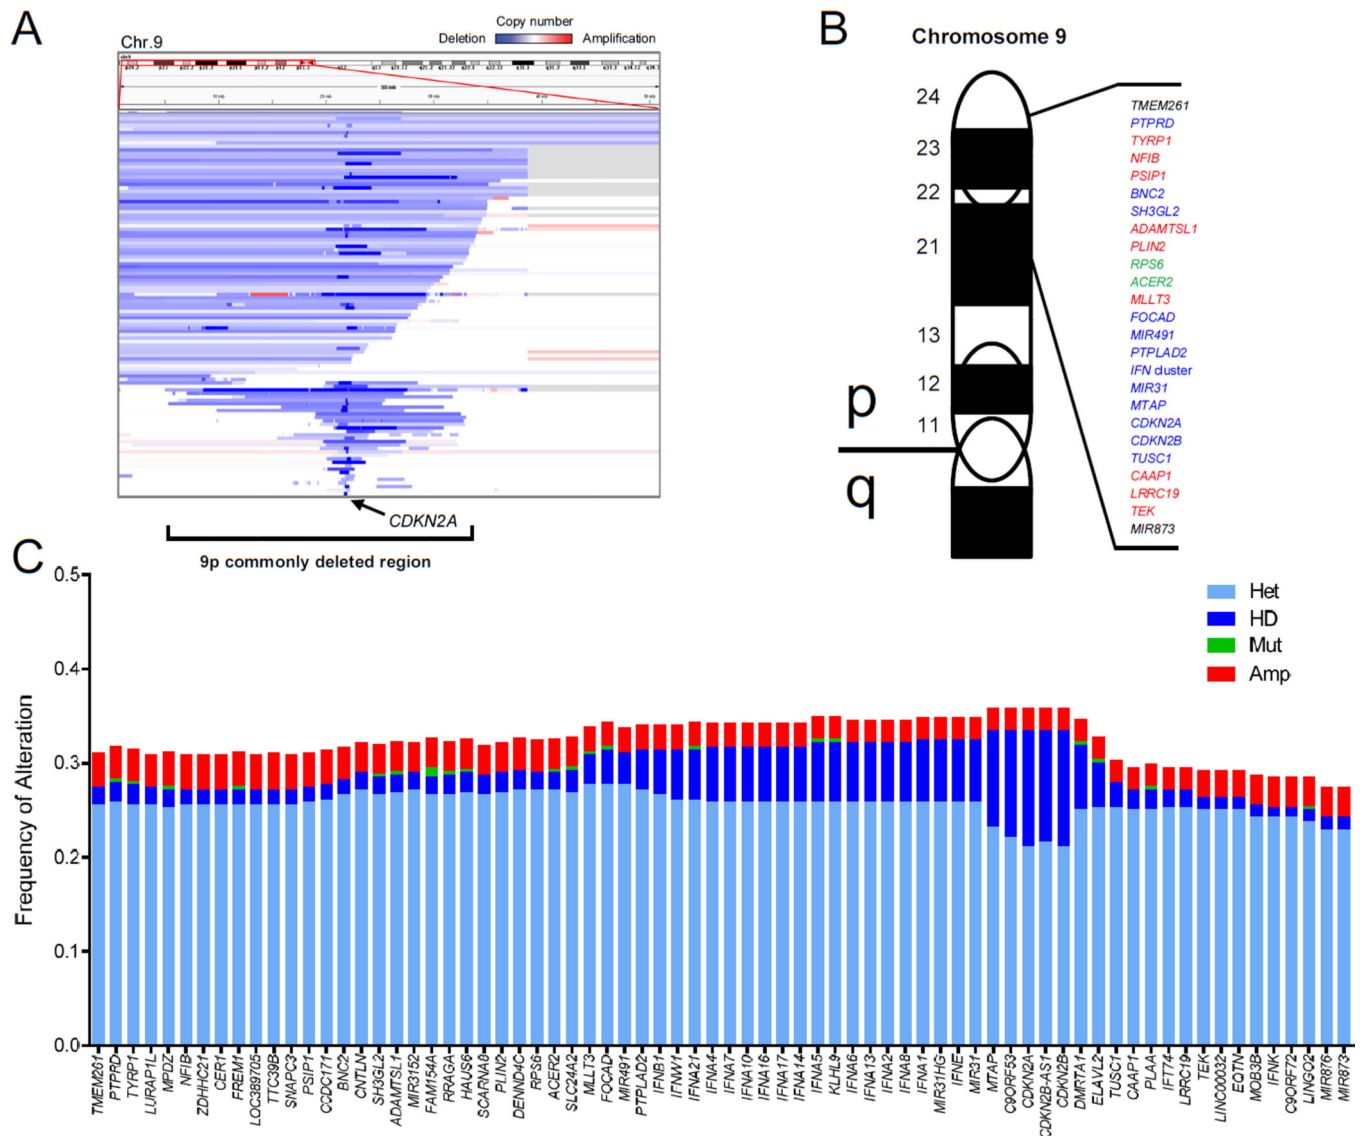 A
Copy number
Deletion
Amplification
Chr.9
50 mb
CDKN2A
9p commonly deleted region
B
Chromosome 9
24
23
22
21
13
12
11
p
q
TMEM261
PTPRD
TYRP1
NFIB
PSIP1
BNC2
SH3GL2
ADAMTSL1
PLIN2
RPS6
ACER2
MLLT3
FOCAD
MIR491
PTPLAD2
IFN cluster
MIR31
MTAP
CDKN2A
CDKN2B
TUSC1
CAAP1
LRRC19
TEK
MIR873
C
Het
HD
Mut
Amp
Frequency of Alteration
0.5
0.4
0.3
0.2
0.1
0.0
TMEM261
PTPRD
TYRP1
LURAP1L
MPDZ
NFIB
ZDHHC21
CER1
FREM1
LOC389705
TTC39B
SNAPC3
PSIP1
CCDC171
BNC2
CNTLN
SH3GL2
ADAMTSL1
MIR3152
FAM154A
RRAGA
HAUS6
SCARNA8
PLIN2
DENND4C
RPS6
ACER2
SLC24A2
MLLT3
FOCAD
MIR491
PTPLAD2
IFNB1
IFNW1
IFNA21
IFNA4
IFNA7
IFNA10
IFNA16
IFNA17
IFNA14
IFNA5
KLHL9
IFNA6
IFNA13
IFNA2
IFNA8
IFNA1
MIR31HG
IFNE
MIR31
MTAP
C9ORF53
CDKN2A
CDKN2B-AS1
CDKN2B
DMRTA1
ELAVL2
TUSC1
CAAP1
PLAA
IFT74
LRRC19
TEK
LINC00032
EQTN
MOB3B
IFNK
C9ORF72
LINGO2
MIR876
MIR873